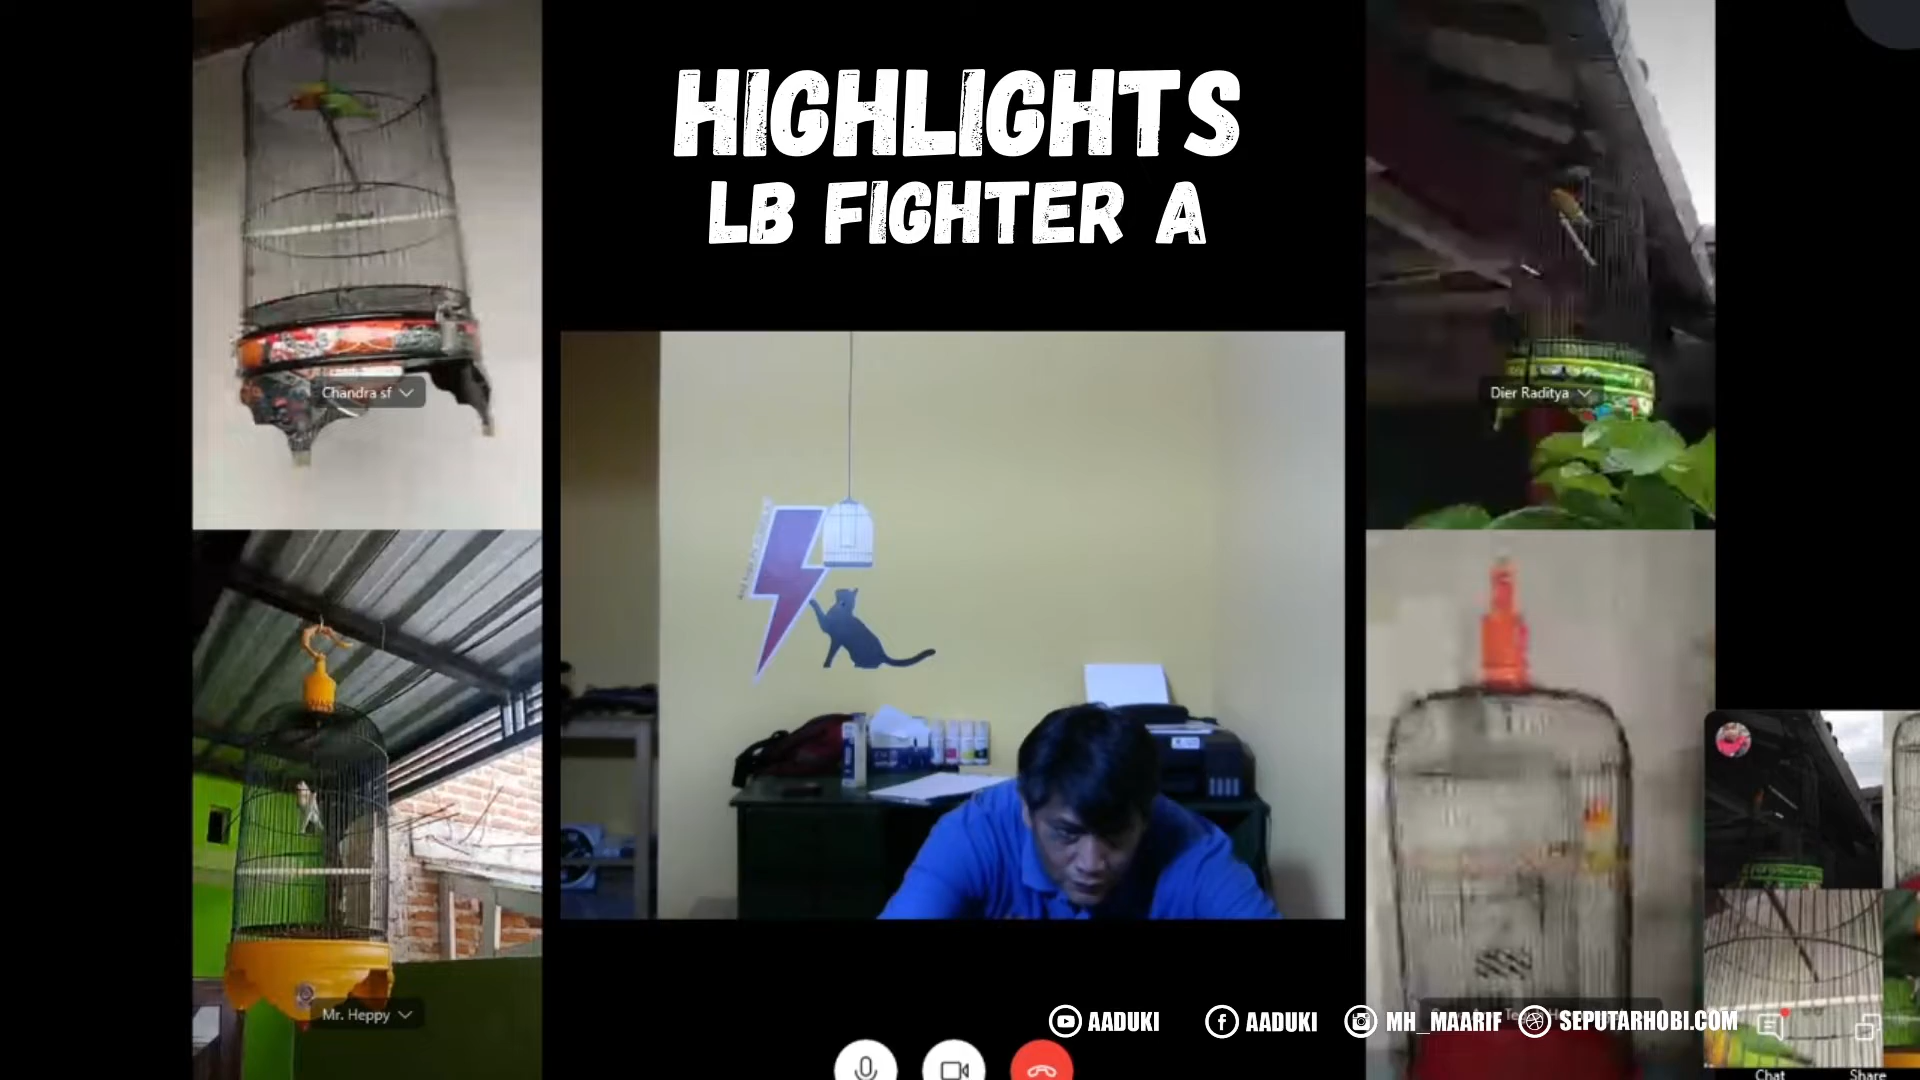 HIGHLIGHTS
LB FIGHTER A
Chandra sf
Dier Raditya
Mr. Heppy
AADUKI
AADUKI
MH_MAARIF
SEPUTARHOBI.COM
Chat
Share